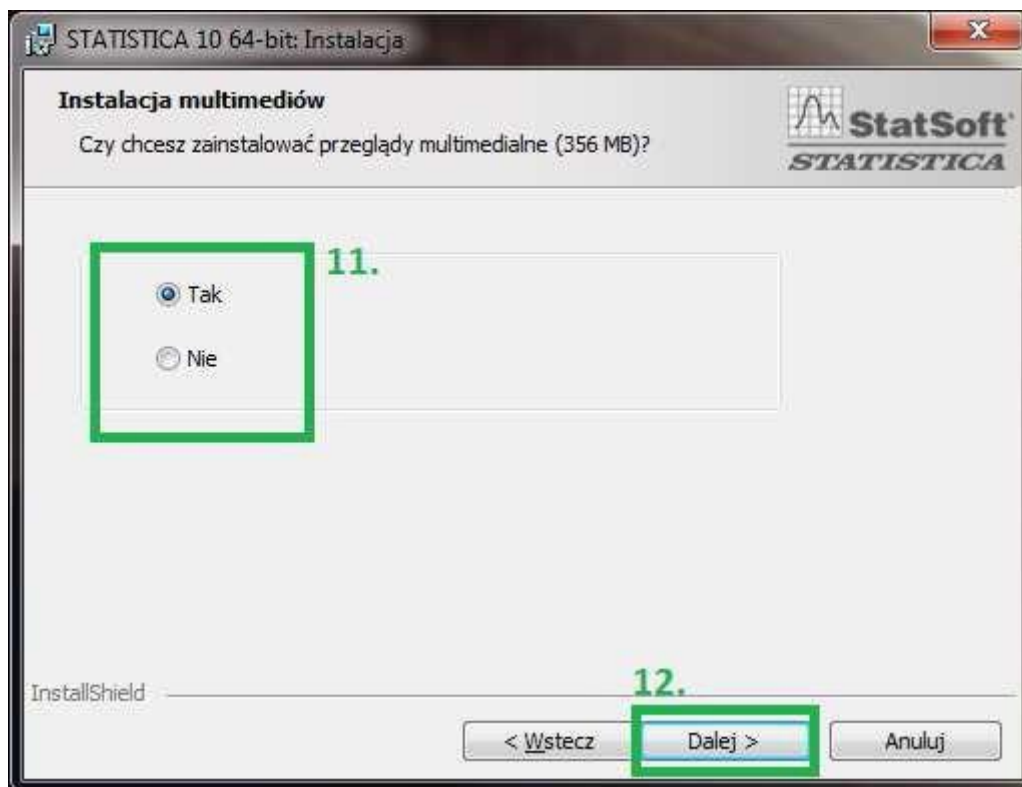 STATISTICA 10 64-bit: Instalacja
Instalacja multimediów
Czy chcesz zainstalować przeglądy multimedialne (356 MB)?
StatSoft
STATISTICA
11.
Tak
Nie
12.
InstallShield
< Wstecz
Dalej >
Anuluj